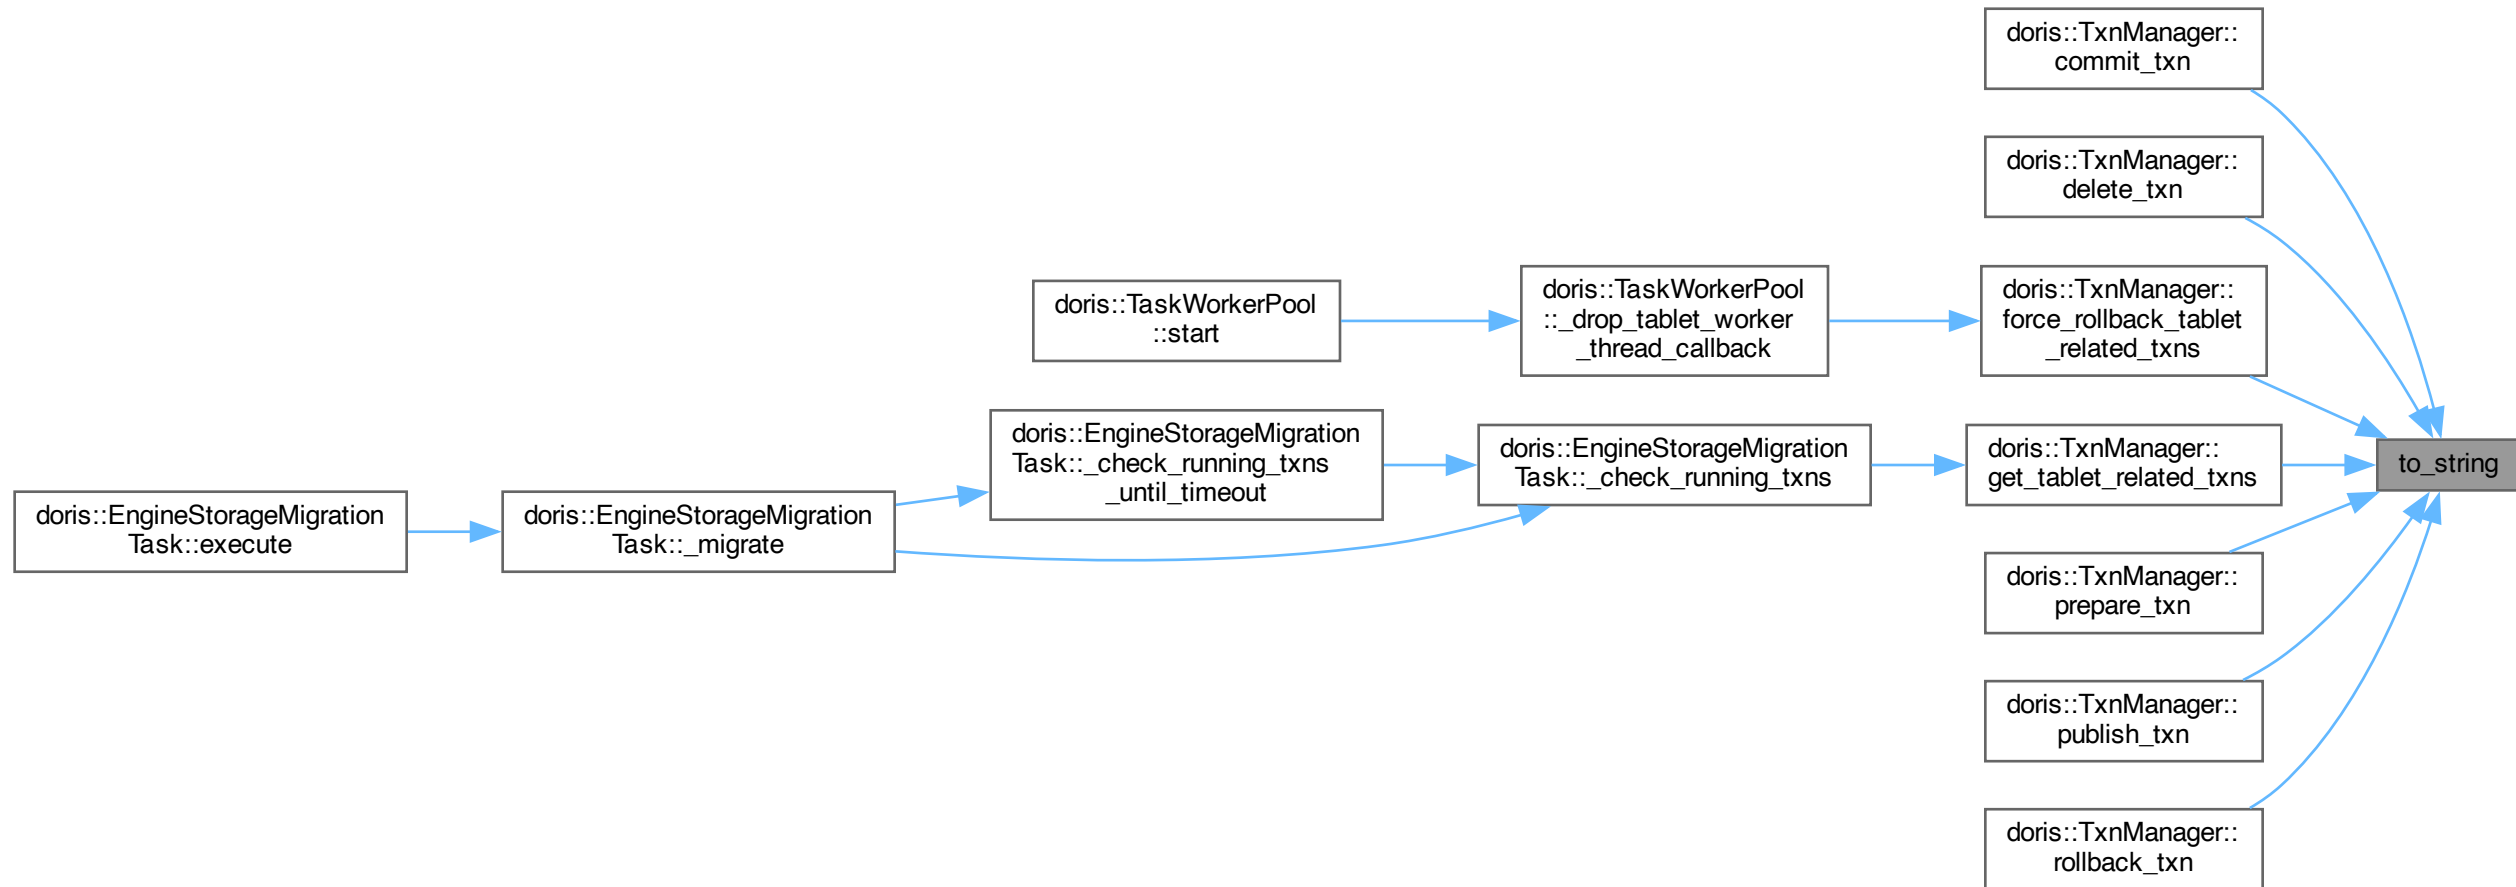 doris::TxnManager::
commit_txn
doris::TxnManager::
delete_txn
doris::TaskWorkerPool
::start
doris::TaskWorkerPool
::_drop_tablet_worker
_thread_callback
doris::TxnManager::
force_rollback_tablet
_related_txns
doris::EngineStorageMigration
Task::execute
doris::EngineStorageMigration
Task::_migrate
doris::EngineStorageMigration
Task::_check_running_txns
_until_timeout
doris::EngineStorageMigration
Task::_check_running_txns
doris::TxnManager::
get_tablet_related_txns
to_string
doris::TxnManager::
prepare_txn
doris::TxnManager::
publish_txn
doris::TxnManager::
rollback_txn